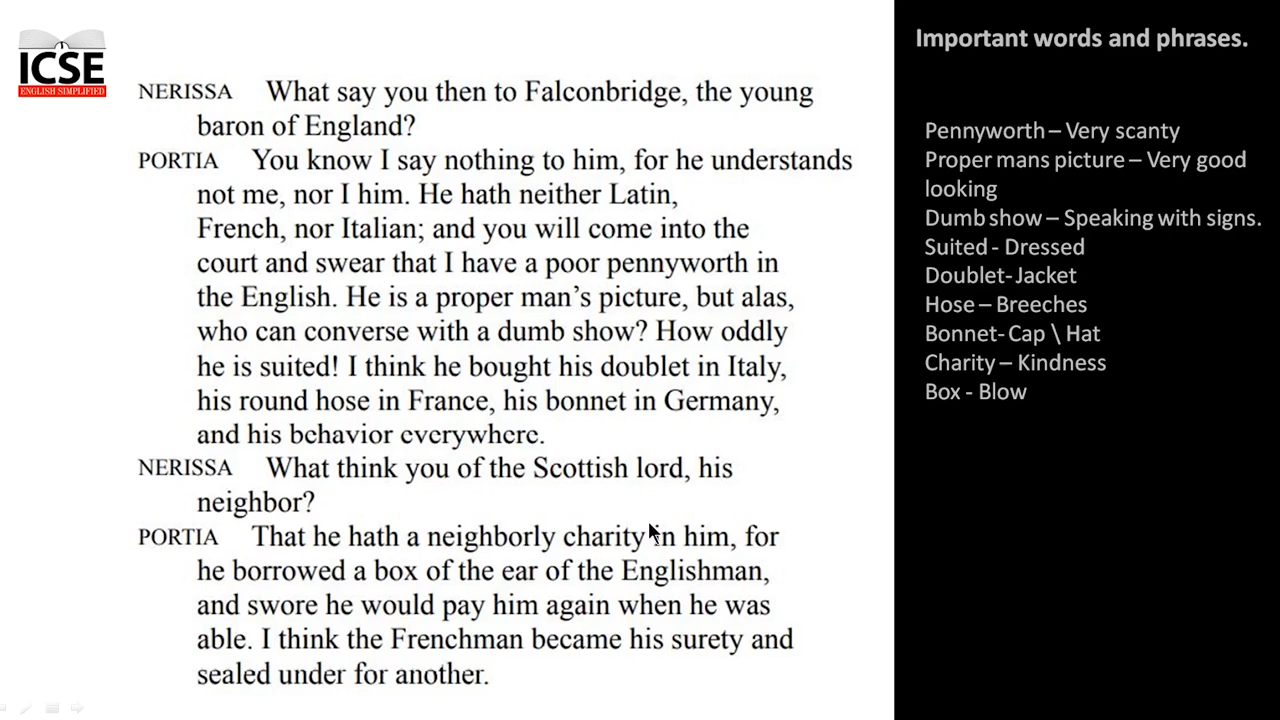 ICSE
ENGLISH SIMPLIFIED
NERISSA What say you then to Falconbridge, the young
baron of England?
PORTIA You know I say nothing to him, for he understands
not me, nor I him. He hath neither Latin,
French, nor Italian; and you will come into the
court and swear that I have a poor pennyworth in
the English. He is a proper man’s picture, but alas,
who can converse with a dumb show? How oddly
he is suited! I think he bought his doublet in Italy,
his round hose in France, his bonnet in Germany,
and his behavior everywhere.
NERISSA What think you of the Scottish lord, his
neighbor?
PORTIA That he hath a neighborly charity in him, for
he borrowed a box of the ear of the Englishman,
and swore he would pay him again when he was
able. I think the Frenchman became his surety and
sealed under for another.
Important words and phrases.
Pennyworth – Very scanty
Proper mans picture – Very good
looking
Dumb show – Speaking with signs.
Suited - Dressed
Doublet- Jacket
Hose – Breeches
Bonnet- Cap \ Hat
Charity – Kindness
Box - Blow